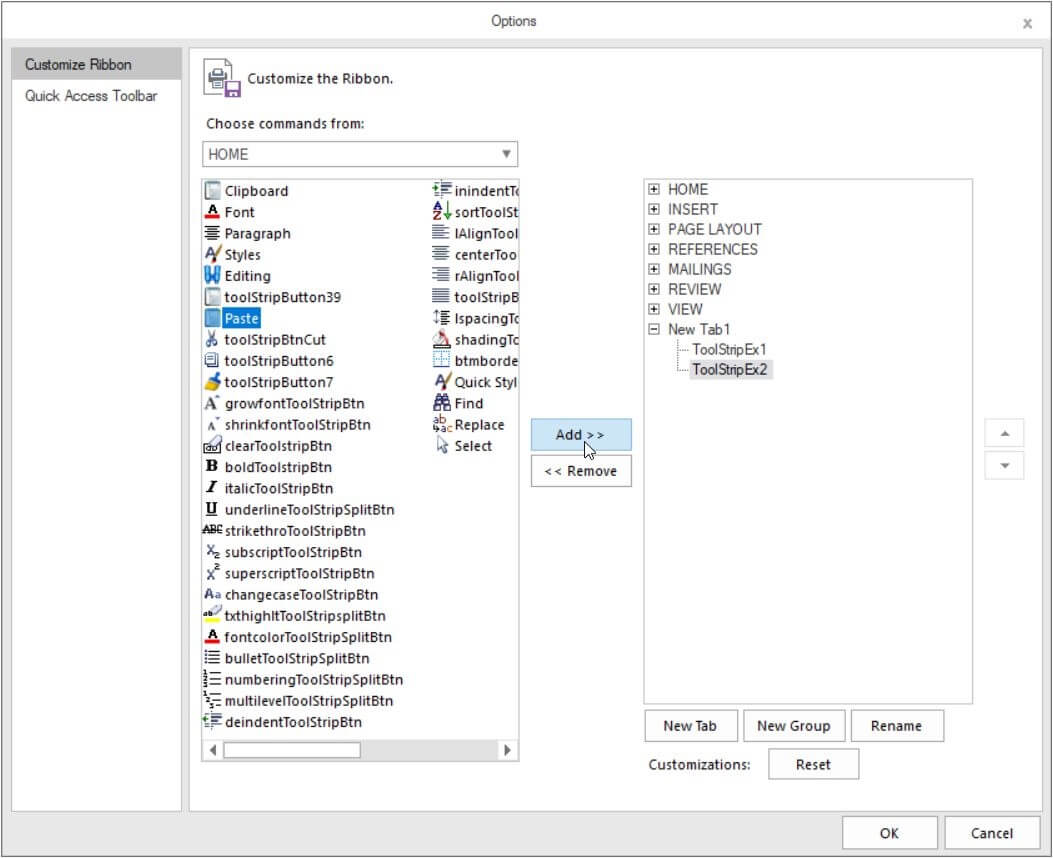 Options
x
Customize Ribbon
Quick Access Toolbar
Customize the Ribbon.
Choose commands from:
HOME
Clipboard
Font
Paragraph
Styles
Editing
toolStripButton39
Paste
toolStripBtnCut
toolStripButton6
toolStripButton7
growfontToolStripBtn
shrinkfontToolStripBtn
clearToolstripBtn
boldToolstripBtn
italicToolStripBtn
underlineToolStripSplitBtn
strikethroToolStripBtn
subscriptToolStripBtn
superscriptToolStripBtn
changecaseToolStripBtn
txthighltToolStripsplitBtn
fontcolorToolStripSplitBtn
bulletToolStripSplitBtn
numberingToolStripSplitBtn
multilevelToolStripSplitBtn
deindentToolStripBtn
inindentTo
sortToolSt
lAlignTool
centerToo
rAlignTool
toolStripB
lspacingTo
shadingTo
btmborde
Quick Styl
Find
Replace
Select
Add >>
<< Remove
HOME
INSERT
PAGE LAYOUT
REFERENCES
MAILINGS
REVIEW
VIEW
New Tab1
ToolStripEx1
ToolStripEx2
New Tab
New Group
Rename
Customizations:
Reset
OK
Cancel